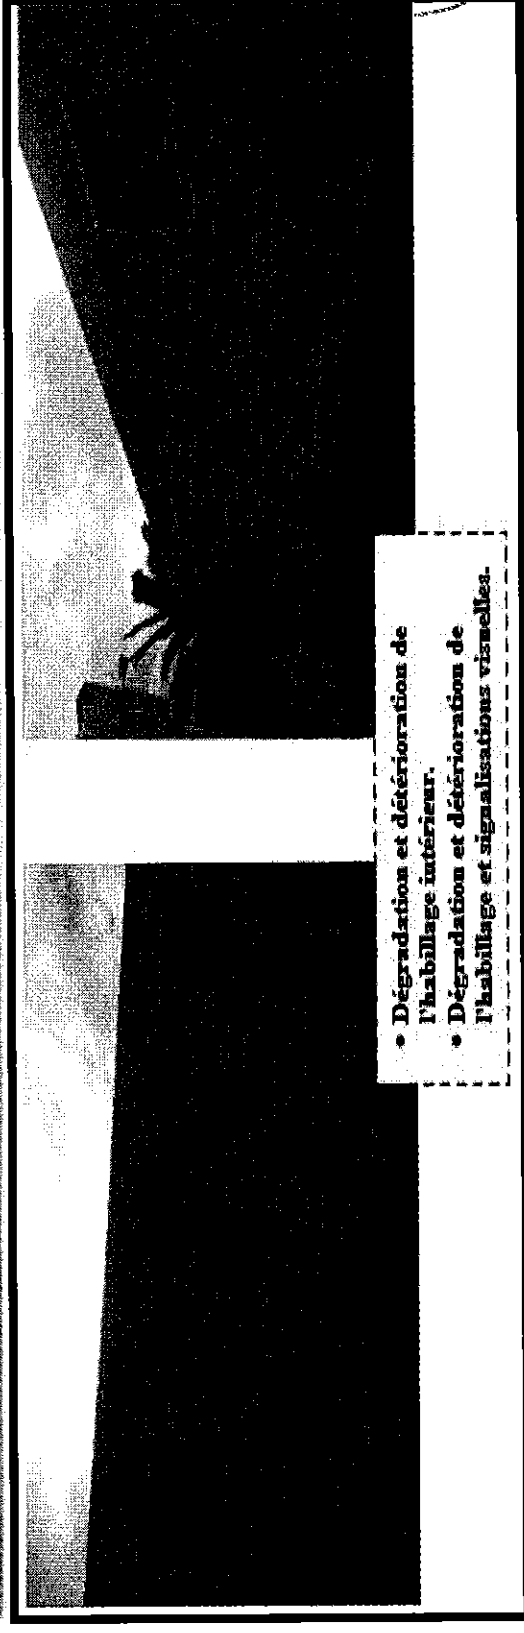 • Dégradation et détérioration de
l'habillage intérieur.
• Dégradation et détérioration de
l'habillage et signalisations visuelles.